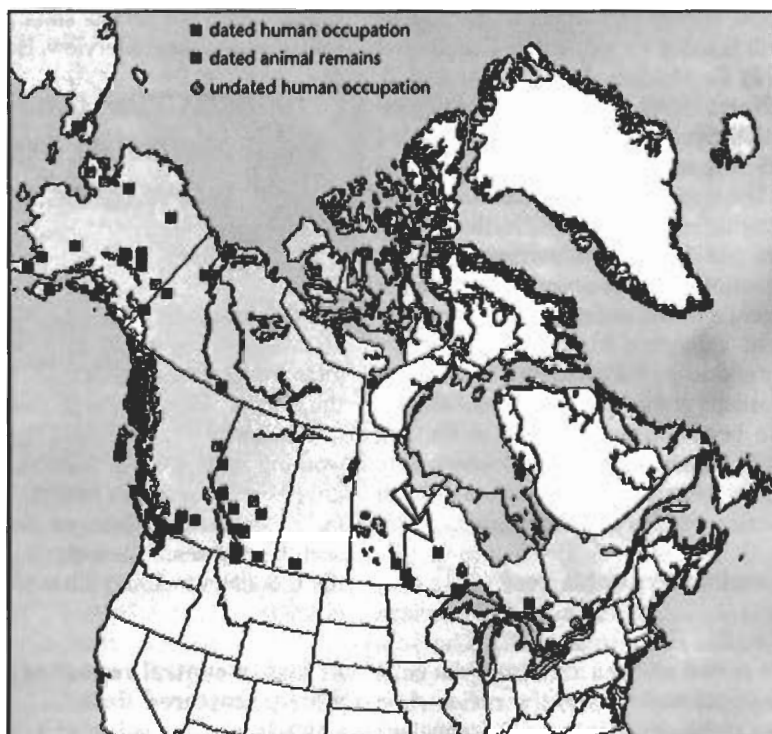 dated human occupation
dated animal remains
undated human occupation